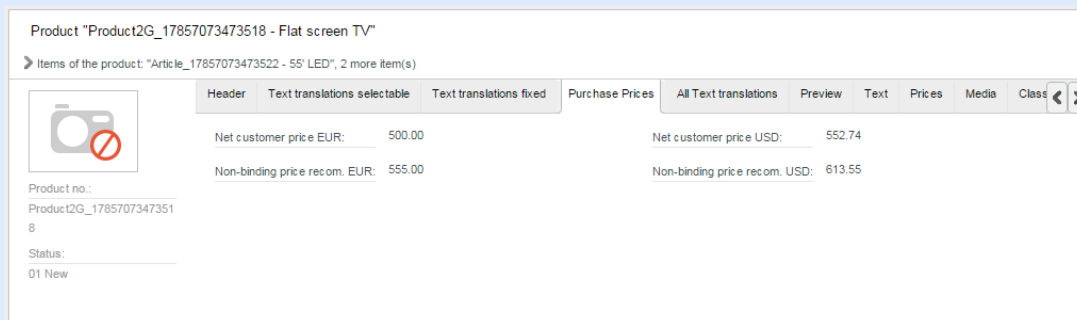 Product "Product2G_17857073473518 - Flat screen TV"
Items of the product: "Article_17857073473522 - 55' LED", 2 more item(s)
Header Text translations selectable Text translations fixed Purchase Prices All Text translations Preview Text Prices Media Class
Net customer price EUR: 500.00 Net customer price USD: 552.74
Non-binding price recom. EUR: 555.00 Non-binding price recom. USD: 613.55
Product no.:
Product2G_1785707347351
8
Status:
01 New